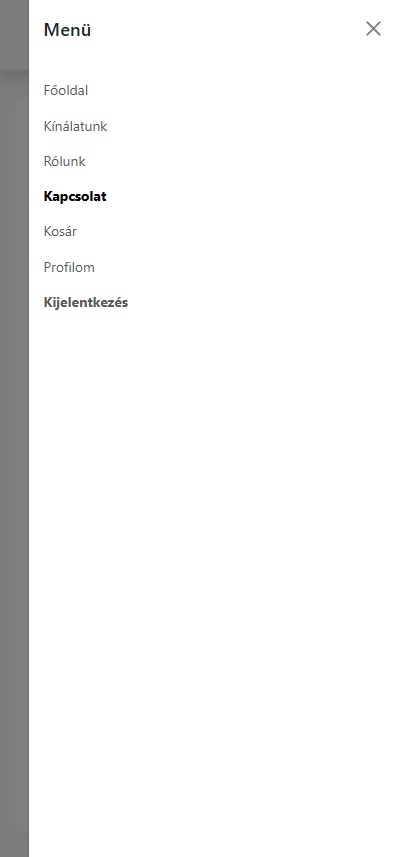 Menü
Főoldal
Kínálatunk
Rólunk
Kapcsolat
Kosár
Profilom
Kijelentkezés